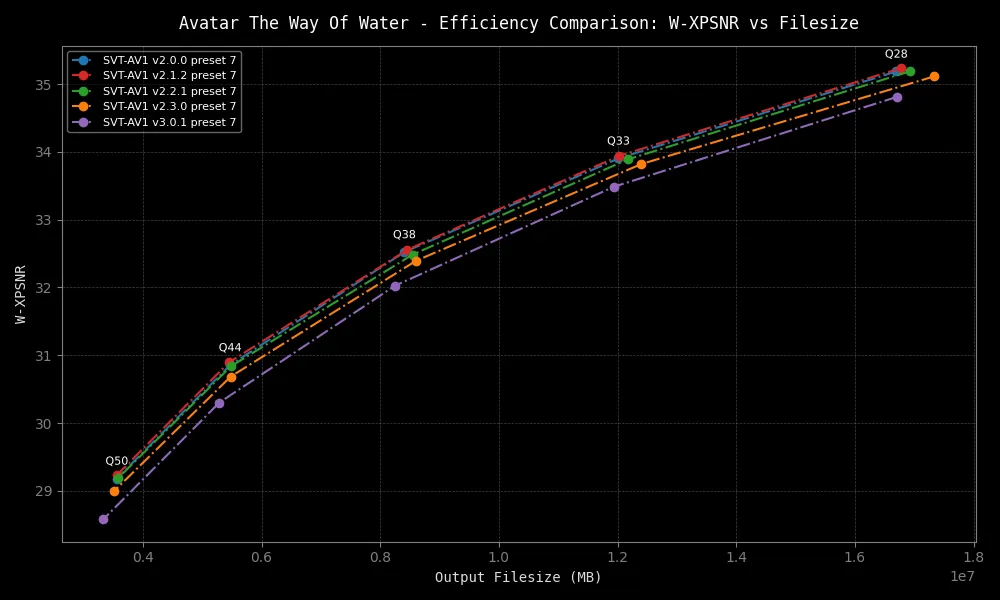 Avatar The Way Of Water - Efficiency Comparison: W-XPSNR vs Filesize
SVT-AV1 v2.0.0 preset 7
SVT-AV1 v2.1.2 preset 7
SVT-AV1 v2.2.1 preset 7
SVT-AV1 v2.3.0 preset 7
SVT-AV1 v3.0.1 preset 7
Q28
Q33
Q38
Q44
Q50
W-XPSNR
35
34
33
32
31
30
29
0.4 0.6 0.8 1.0 1.2 1.4 1.6 1.8
1e7
Output Filesize (MB)